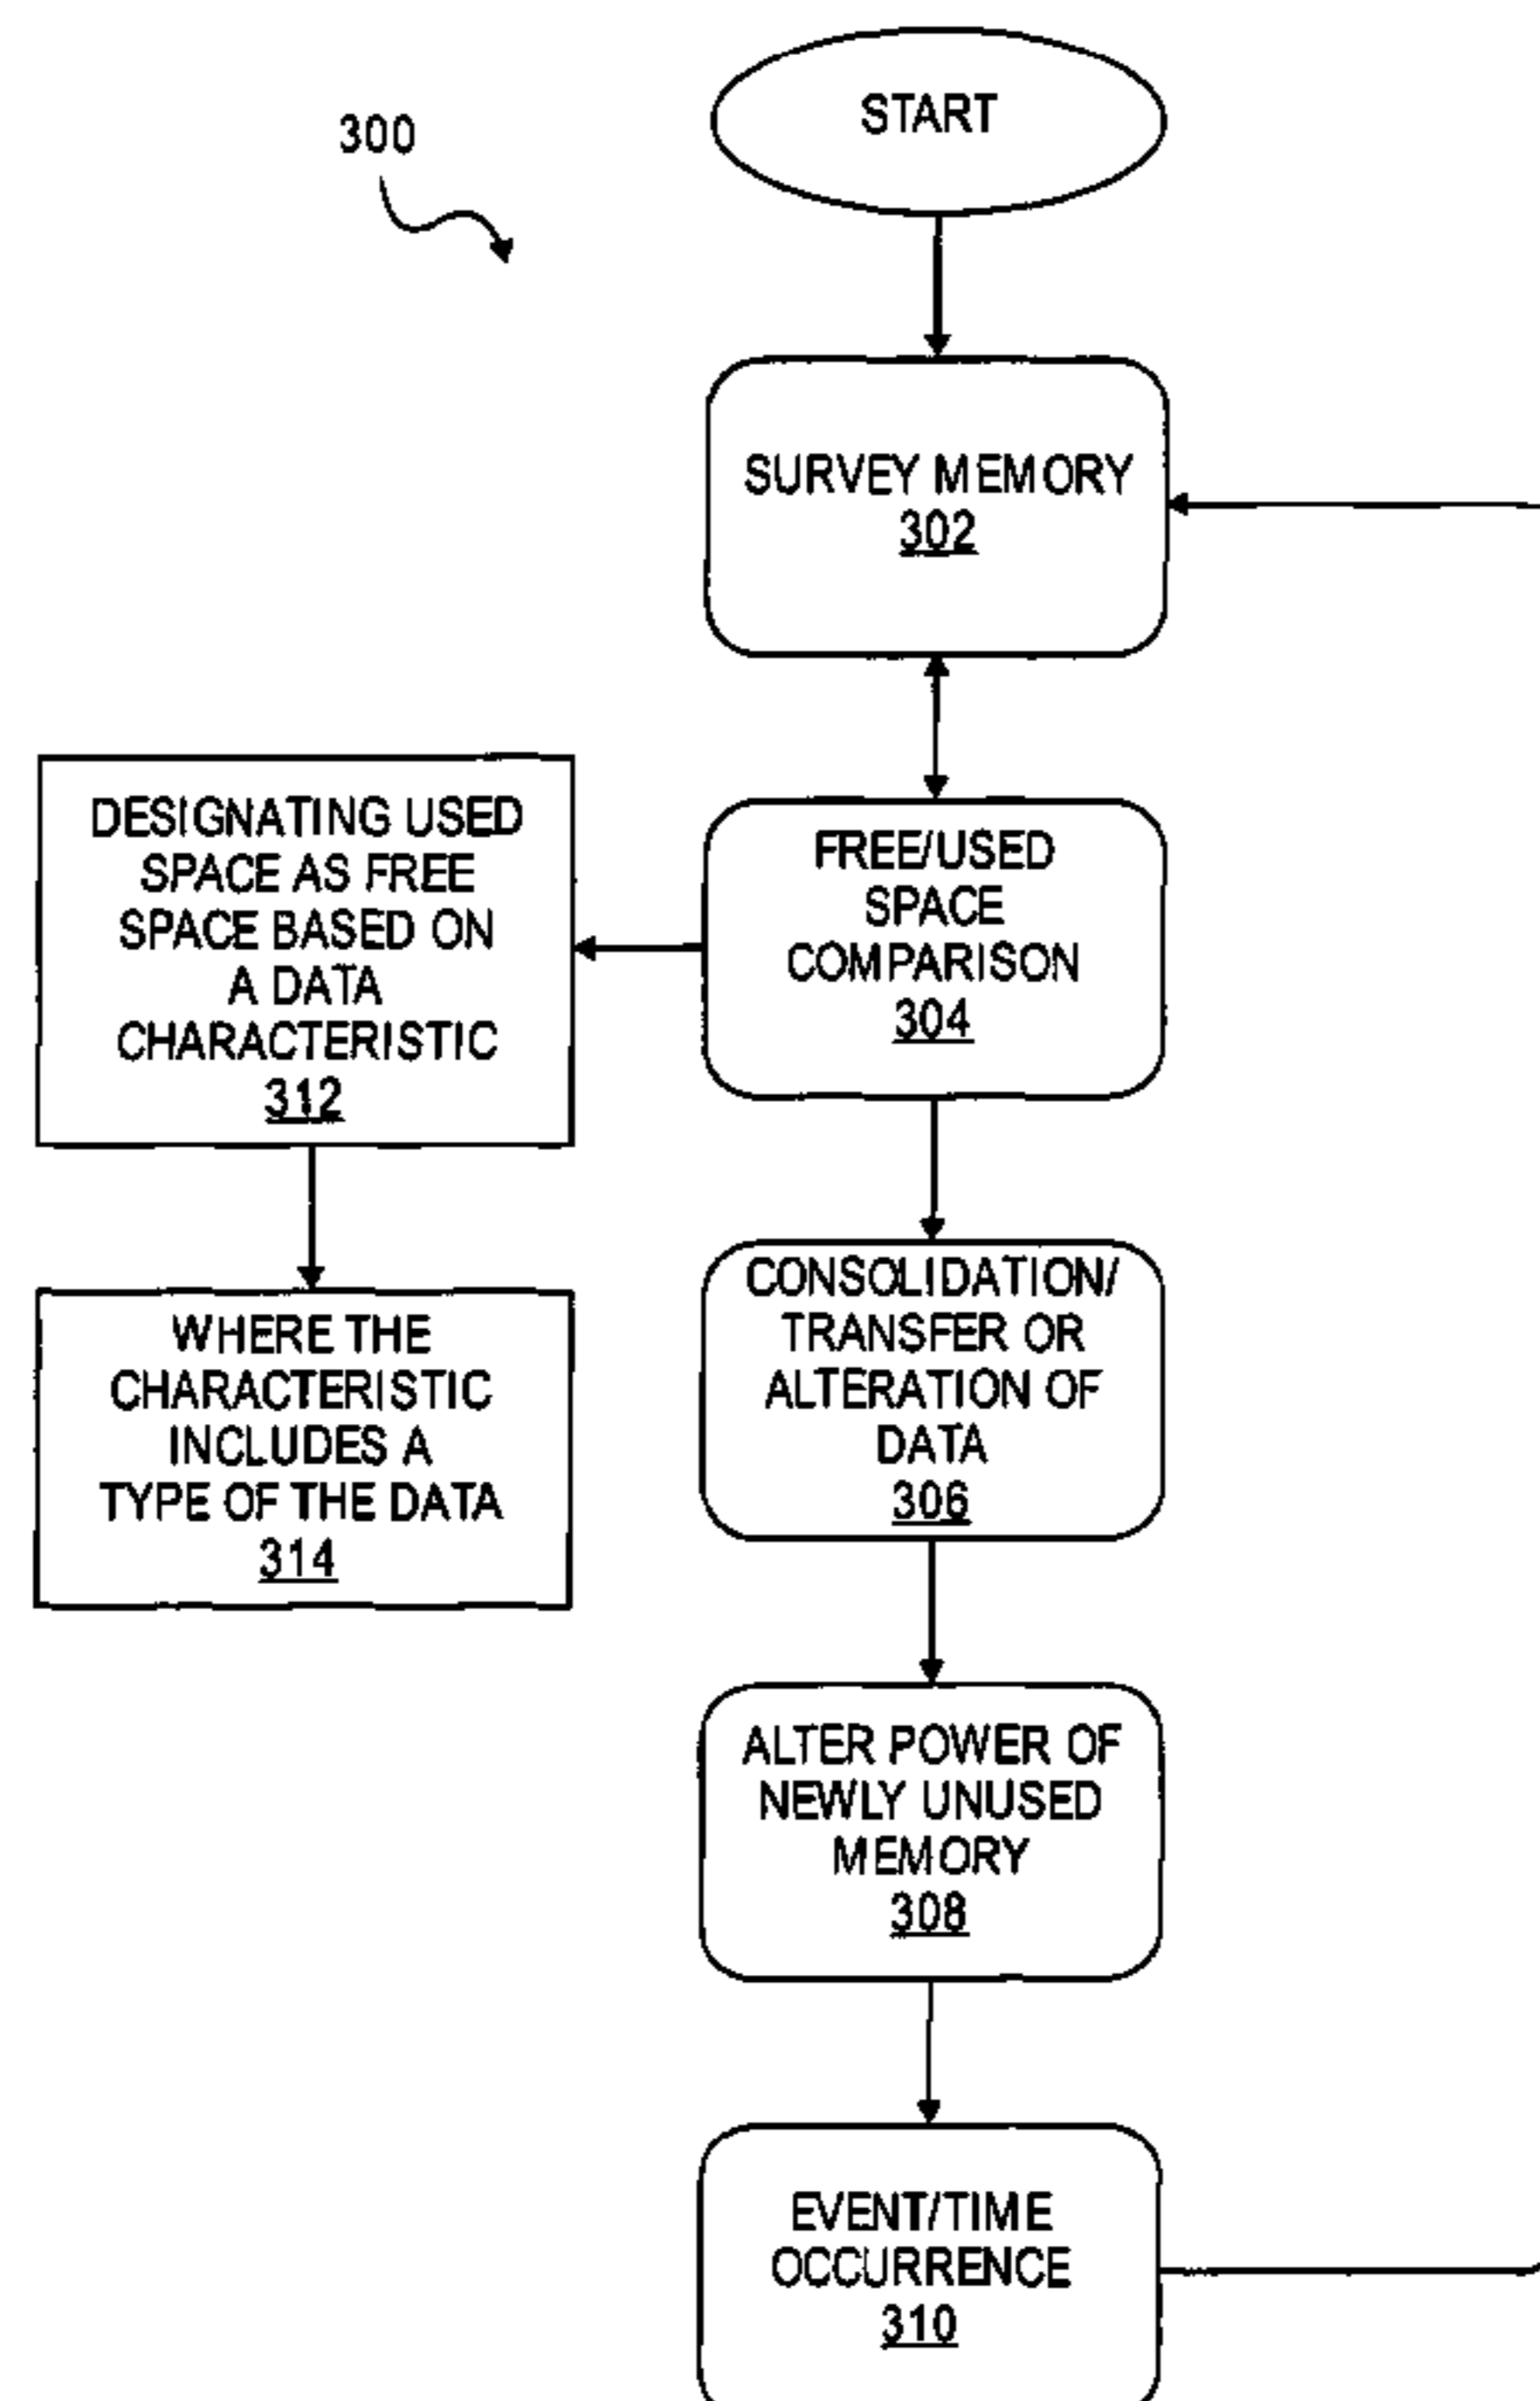 300
START
SURVEY MEMORY
302
FREE/USED
SPACE
COMPARISON
304
DESIGNATING USED
SPACE AS FREE
SPACE BASED ON
A DATA
CHARACTERISTIC
312
WHERE THE
CHARACTERISTIC
INCLUDES A
TYPE OF THE DATA
314
CONSOLIDATION/
TRANSFER OR
ALTERATION OF
DATA
306
ALTER POWER OF
NEWLY UNUSED
MEMORY
308
EVENT/TIME
OCCURRENCE
310